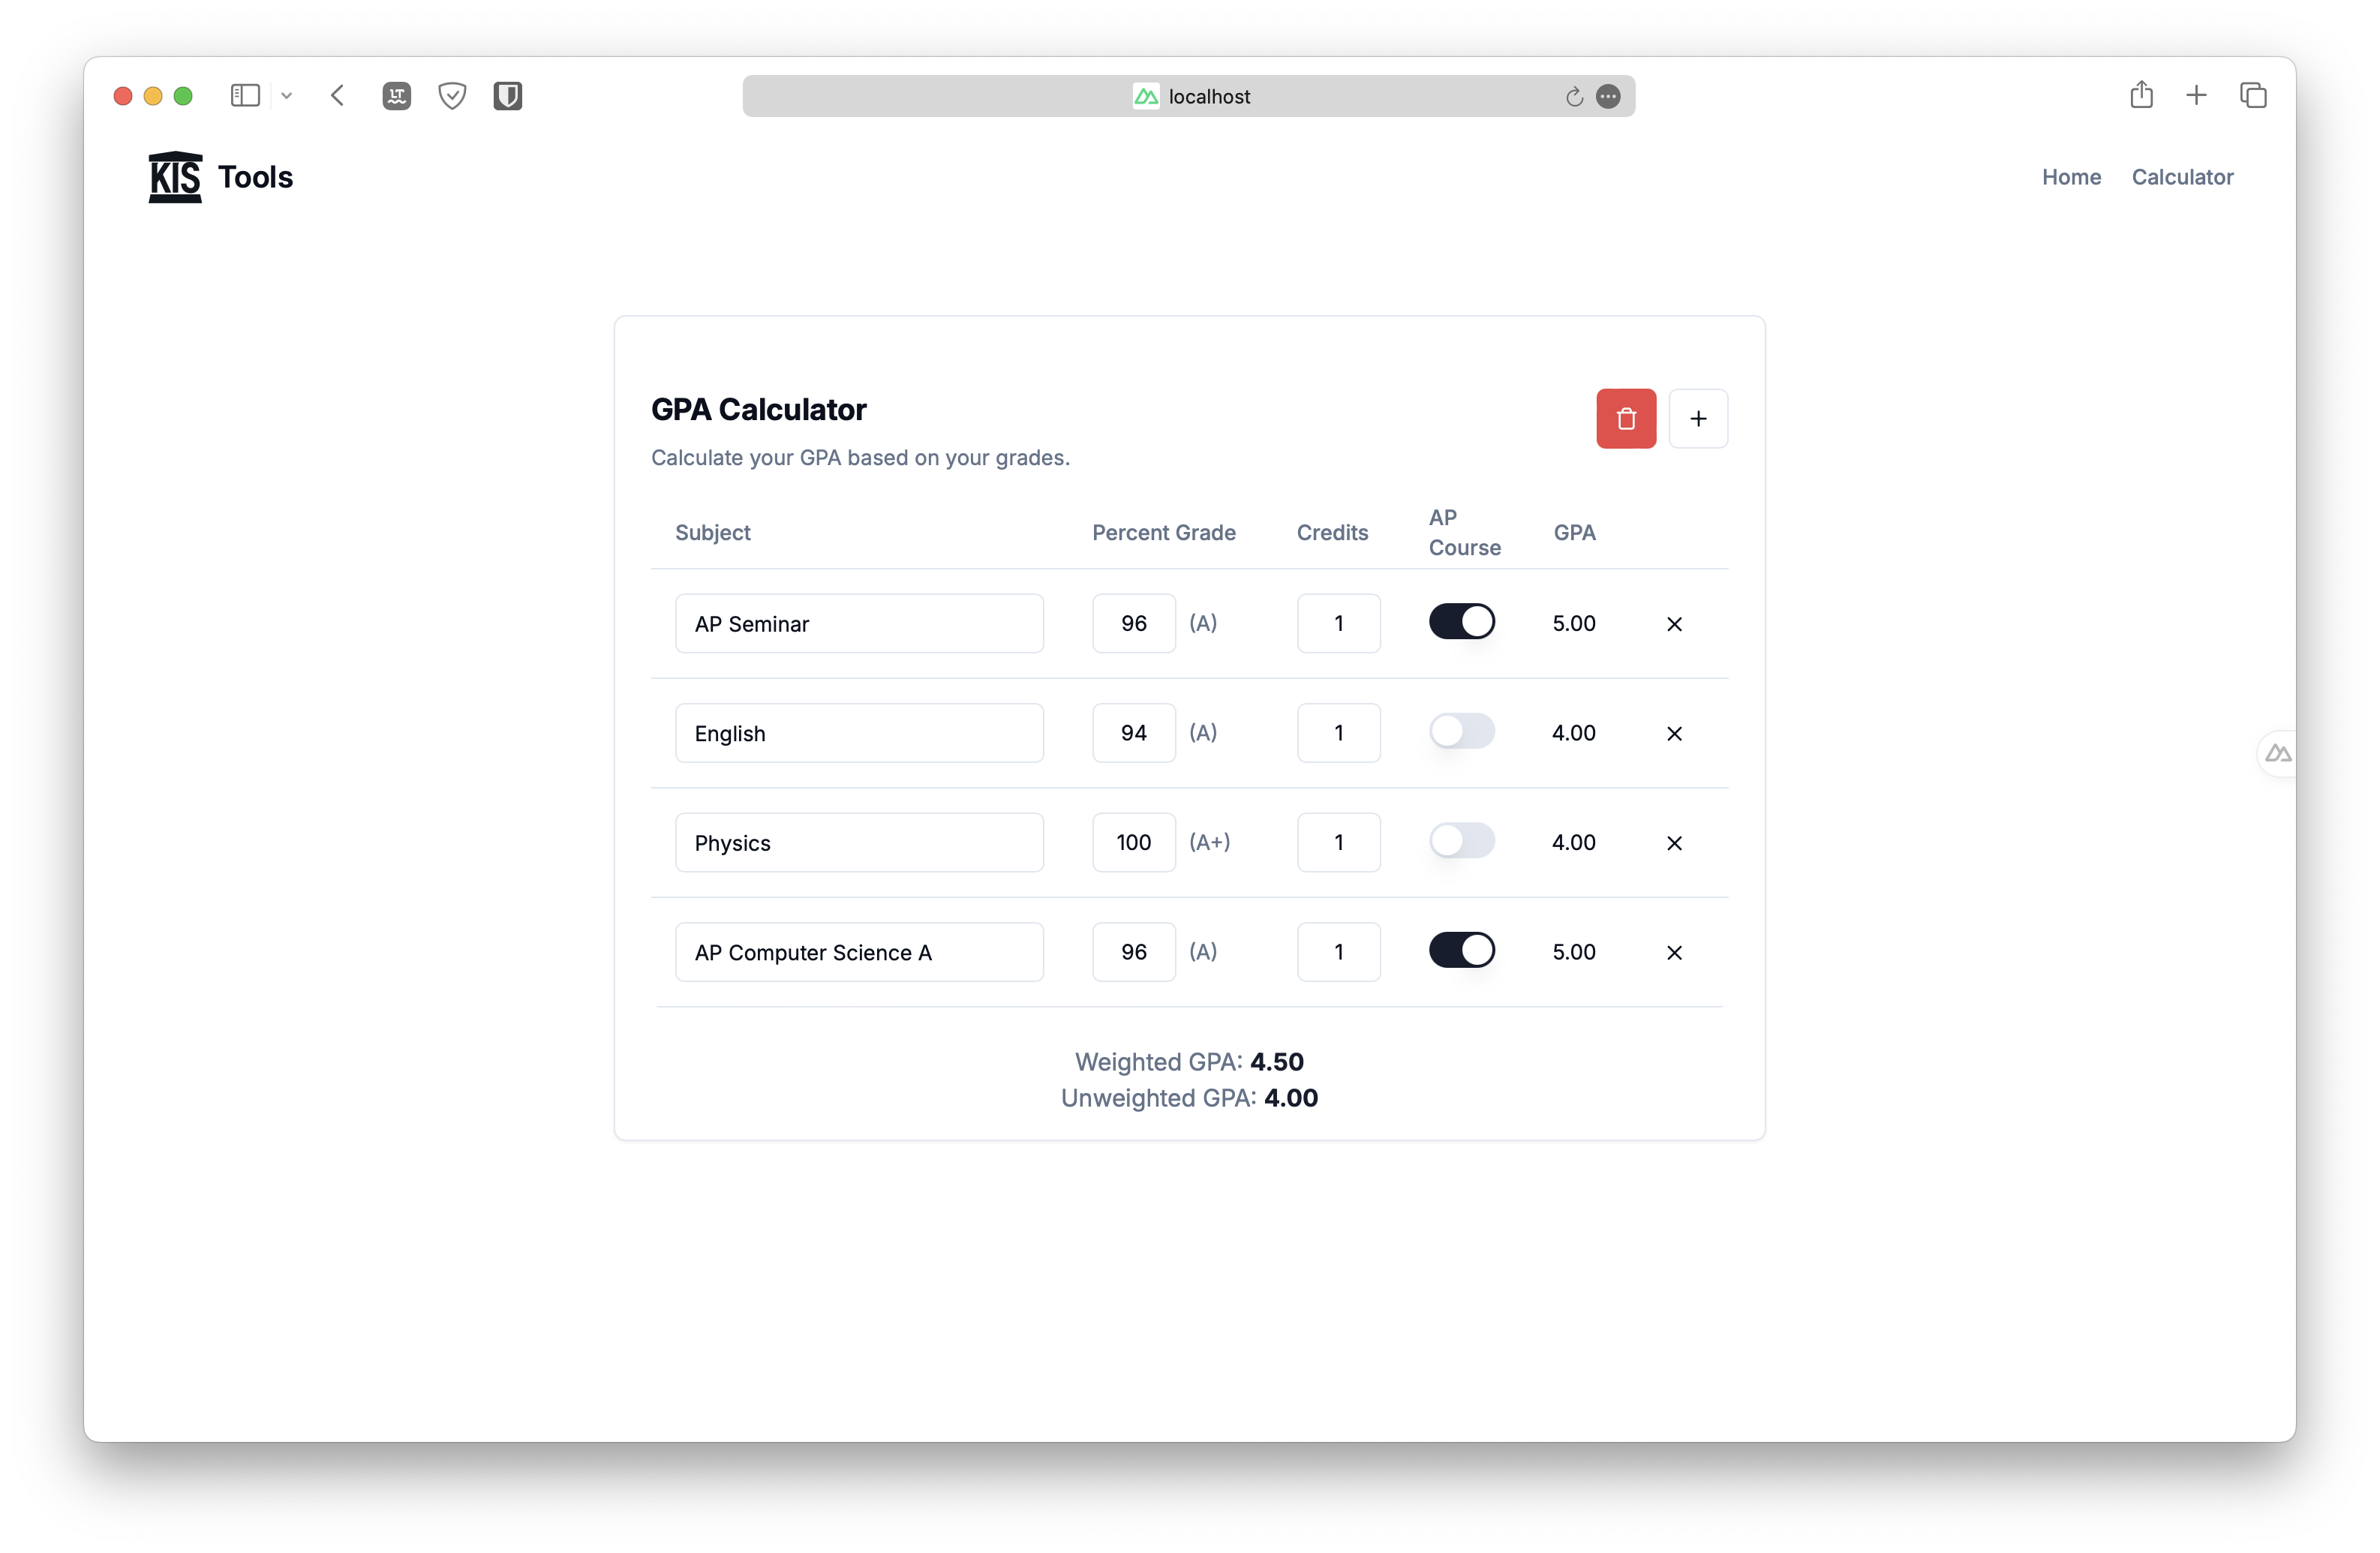 localhost
KIS Tools
Home Calculator
GPA Calculator
Calculate your GPA based on your grades.
Subject Percent Grade Credits AP Course GPA
AP Seminar 96 (A) 1 5.00
English 94 (A) 1 4.00
Physics 100 (A+) 1 4.00
AP Computer Science A 96 (A) 1 5.00
Weighted GPA: 4.50
Unweighted GPA: 4.00